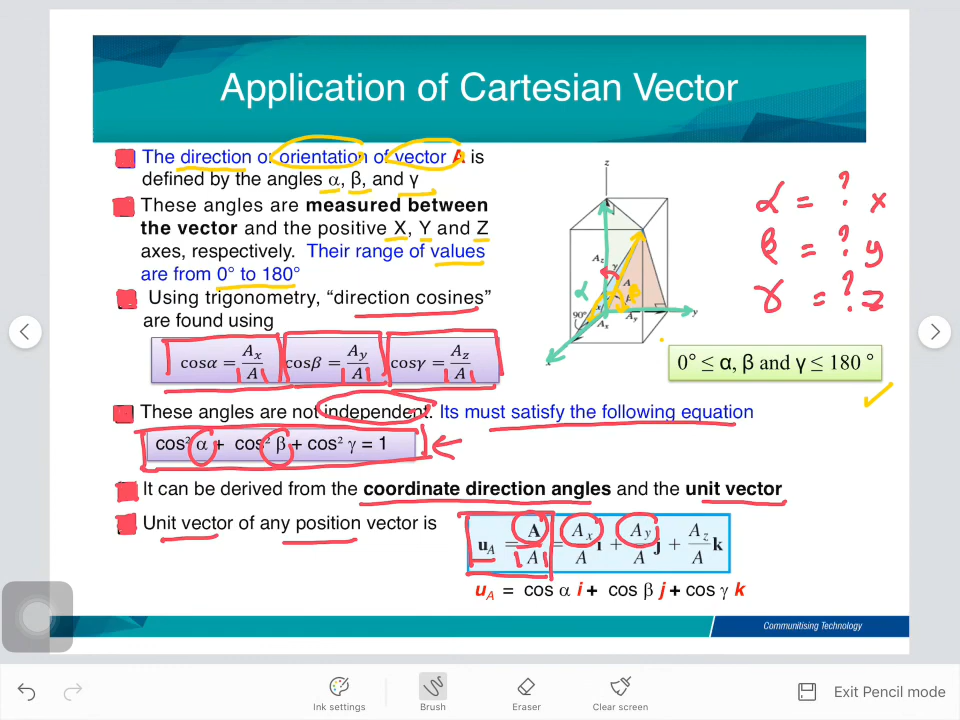 Application of Cartesian Vector
The direction or orientation of vector A is
defined by the angles α, β, and γ
These angles are measured between
the vector and the positive X, Y and Z
axes, respectively. Their range of values
are from 0° to 180°
Using trigonometry, “direction cosines”
are found using
cosα = Ax/A cosβ = Ay/A cosγ = Az/A
z
Az
γ
A
α
β
90°
Ax
Ay
y
α = ? x
β = ? y
γ = ? z
0° ≤ α, β and γ ≤ 180 °
These angles are not independent. Its must satisfy the following equation
cos² α + cos² β + cos² γ = 1
It can be derived from the coordinate direction angles and the unit vector
Unit vector of any position vector is
uA = A/A = Ax/A i + Ay/A j + Az/A k
uA = cos α i + cos β j + cos γ k
Communitising Technology
Ink settings
Brush
Eraser
Clear screen
Exit Pencil mode